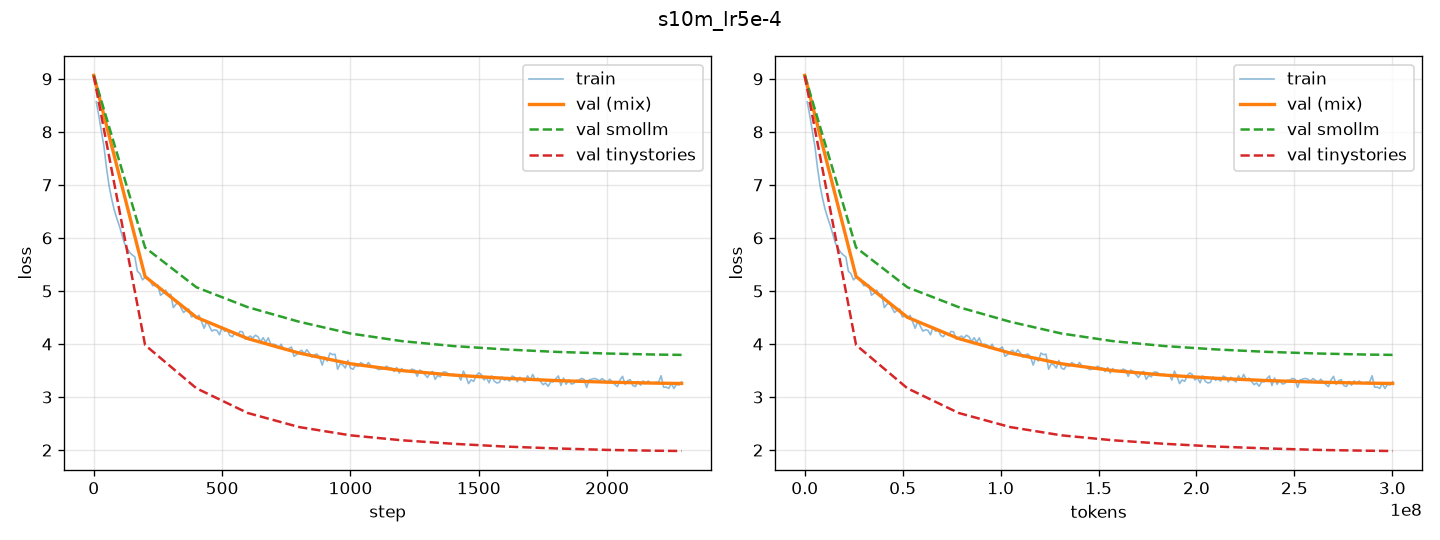 s10m_lr5e-4
9
8
7
6
5
4
3
2
loss
0
500
1000
1500
2000
step
train
val (mix)
val smollm
val tinystories
9
8
7
6
5
4
3
2
loss
0.0
0.5
1.0
1.5
2.0
2.5
3.0
1e8
tokens
train
val (mix)
val smollm
val tinystories